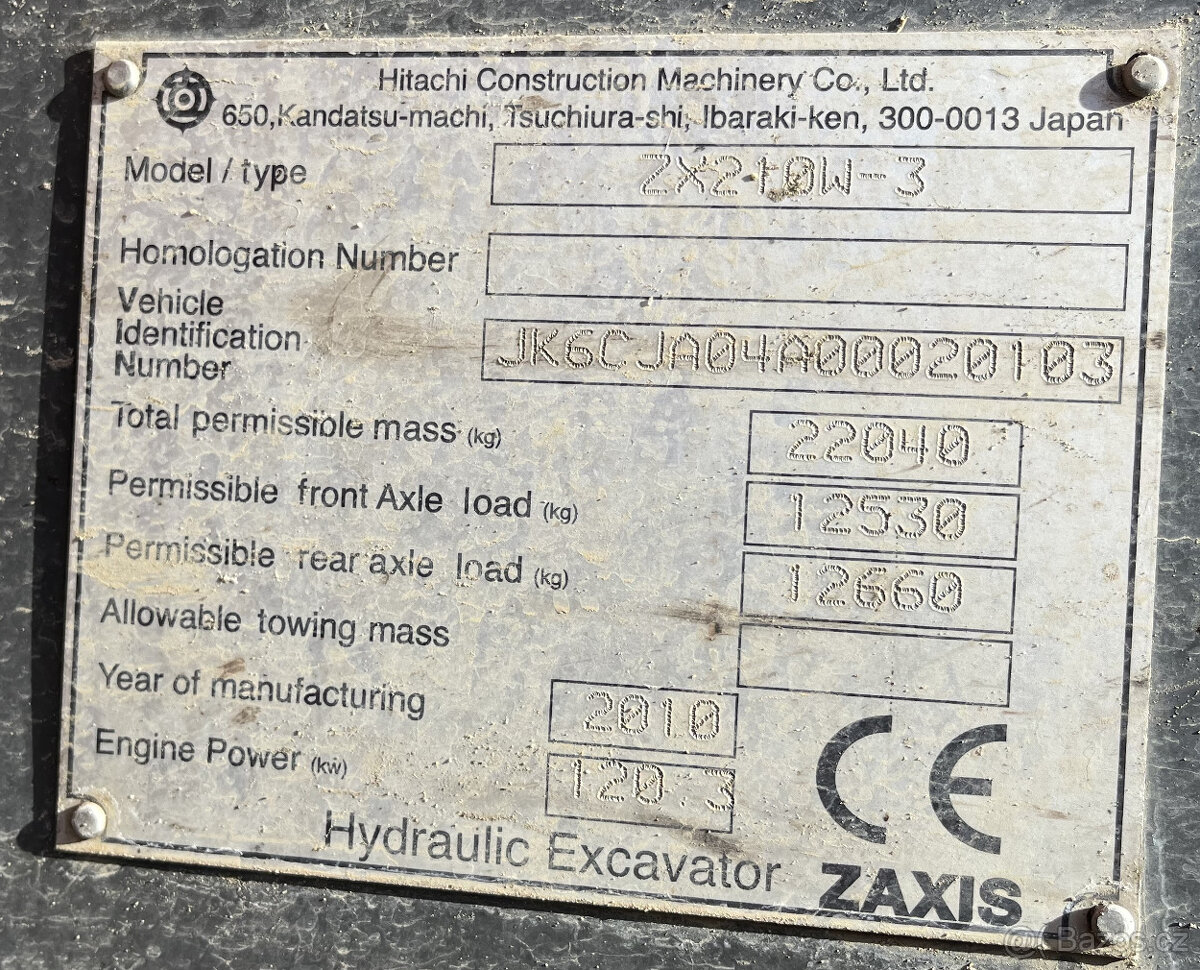 Hitachi Construction Machinery Co., Ltd.
650,Kandatsu-machi, Tsuchiura-shi, Ibaraki-ken, 300-0013 Japan
Model / type ZX210W-3
Homologation Number
Vehicle
Identification
Number JK6CJA04A00020103
Total permissible mass (kg) 22040
Permissible front Axle load (kg) 12530
Permissible rear axle load (kg) 12660
Allowable towing mass
Year of manufacturing 2010
Engine Power (kw) 120.3
CE
Hydraulic Excavator
ZAXIS
© Bazos.cz